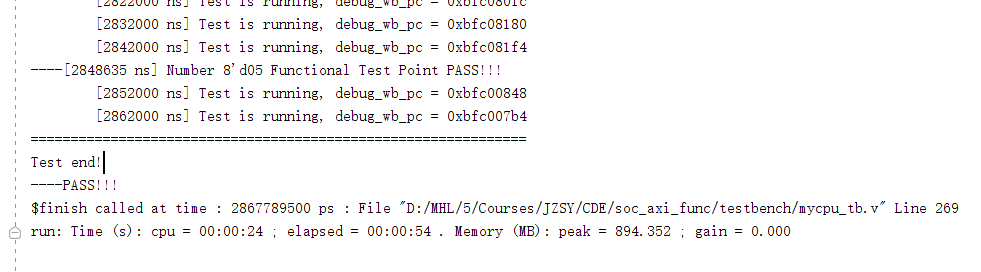 [2822000 ns] Test is running, debug_wb_pc = 0xbfc0801c
[2832000 ns] Test is running, debug_wb_pc = 0xbfc08180
[2842000 ns] Test is running, debug_wb_pc = 0xbfc081f4
----[2848635 ns] Number 8'd05 Functional Test Point PASS!!!
[2852000 ns] Test is running, debug_wb_pc = 0xbfc00848
[2862000 ns] Test is running, debug_wb_pc = 0xbfc007b4
==============================================================
Test end!
----PASS!!!
$finish called at time : 2867789500 ps : File "D:/MHL/5/Courses/JZSY/CDE/soc_axi_func/testbench/mycpu_tb.v" Line 269
run: Time (s): cpu = 00:00:24 ; elapsed = 00:00:54 . Memory (MB): peak = 894.352 ; gain = 0.000